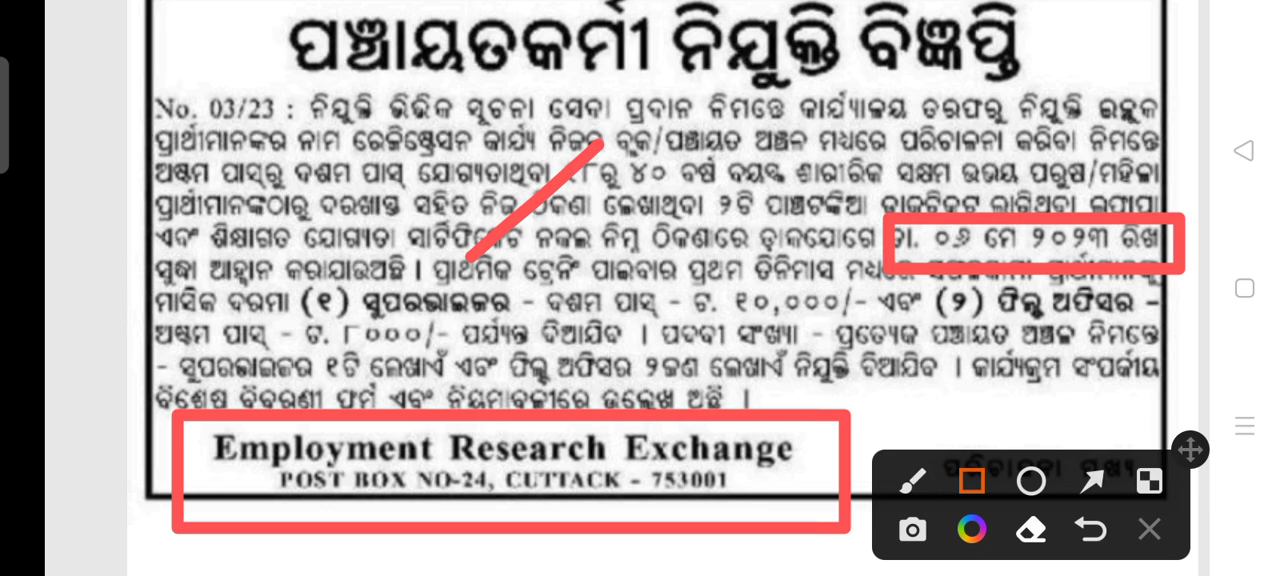 ପଞ୍ଚାୟତକର୍ମୀ ନିଯୁକ୍ତି ବିଜ୍ଞପ୍ତି
No. 03/23 : ନିଯୁକ୍ତି ଭିଭିକ ସୂଚନା ସେବା ପ୍ରଦାନ ନିମନ୍ତେ କାର୍ଯ୍ୟାଳୟ ତରଫରୁ ନିଯୁକ୍ତି ଇଚ୍ଛୁକ
ପ୍ରାର୍ଥୀମାନଙ୍କର ନାମ ରେଜିଷ୍ଟ୍ରେସନ କାର୍ଯ୍ୟ ନିଜର ବ୍ଲକ/ପଞ୍ଚାୟତ ଅଞ୍ଚଳ ମଧ୍ୟରେ ପରିଚାଳନା କରିବା ନିମନ୍ତେ
ଅଷ୍ଟମ ପାସ୍‌ରୁ ଦଶମ ପାସ୍ ଯୋଗ୍ୟତାଥିବା ୧୮ରୁ ୪୦ ବର୍ଷ ବୟସ୍କ ଶାରୀରିକ ସକ୍ଷମ ଉଭୟ ପରୁଷ/ମହିଳା
ପ୍ରାର୍ଥୀମାନଙ୍କଠାରୁ ଦରଖାସ୍ତ ସହିତ ନିଜ ଠିକଣା ଲେଖାଥିବା ୨ଟି ପାଞ୍ଚଟଙ୍କିଆ ଡାକଟିକଟ ଲାଗିଥିବା ଲଫାପା
ଏବଂ ଶିକ୍ଷାଗତ ଯୋଗ୍ୟତା ସାର୍ଟିଫିକେଟ ନକଲ ନିମ୍ନ ଠିକଣାରେ ଡ଼ାକଯୋଗେ ତା. ୦୬ ମେ ୨୦୨୩ ରିଖ
ସୁଦ୍ଧା ଆହ୍ୱାନ କରାଯାଉଅଛି । ପ୍ରାଥମିକ ଟ୍ରେନିଂ ପାଇବାର ପ୍ରଥମ ତିନିମାସ ମଧ୍ୟରେ ସଫଳକାମୀ ପ୍ରାର୍ଥୀମାନଙ୍କୁ
ମାସିକ ଦରମା (୧) ସୁପରଭାଇଜର - ଦଶମ ପାସ୍ - ଟ. ୧୦,୦୦୦/- ଏବଂ (୨) ଫିଲ୍ଡ ଅଫିସର -
ଅଷ୍ଟମ ପାସ୍ - ଟ. ୮୦୦୦/- ପର୍ଯ୍ୟନ୍ତ ଦିଆଯିବ । ପଦବୀ ସଂଖ୍ୟା - ପ୍ରତ୍ୟେକ ପଞ୍ଚାୟତ ଅଞ୍ଚଳ ନିମନ୍ତେ
- ସୁପରଭାଇଜର ୧ଟି ଲେଖାଏଁ ଏବଂ ଫିଲ୍ଡ ଅଫିସର ୨ଜଣ ଲେଖାଏଁ ନିଯୁକ୍ତି ଦିଆଯିବ । କାର୍ଯ୍ୟକ୍ରମ ସଂପର୍କୀୟ
ବିଶେଷ ବିବରଣୀ ଫର୍ମ ଏବଂ ନିୟମାବଳୀରେ ଉଲ୍ଲେଖ ଅଛି ।
Employment Research Exchange
POST BOX NO-24, CUTTACK - 753001